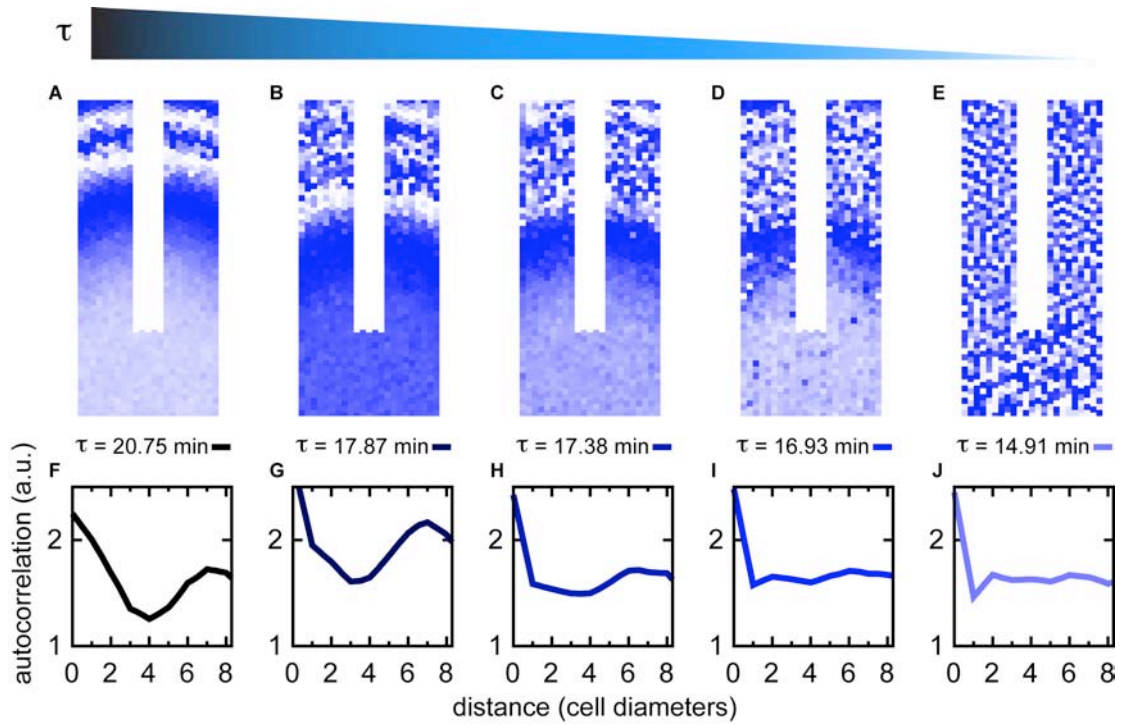 τ
A B C D E
τ = 20.75 min τ = 17.87 min τ = 17.38 min τ = 16.93 min τ = 14.91 min
F G H I J
autocorrelation (a.u.)
2 2 2 2 2
1 1 1 1 1
0 2 4 6 8 0 2 4 6 8 0 2 4 6 8 0 2 4 6 8 0 2 4 6 8
distance (cell diameters)